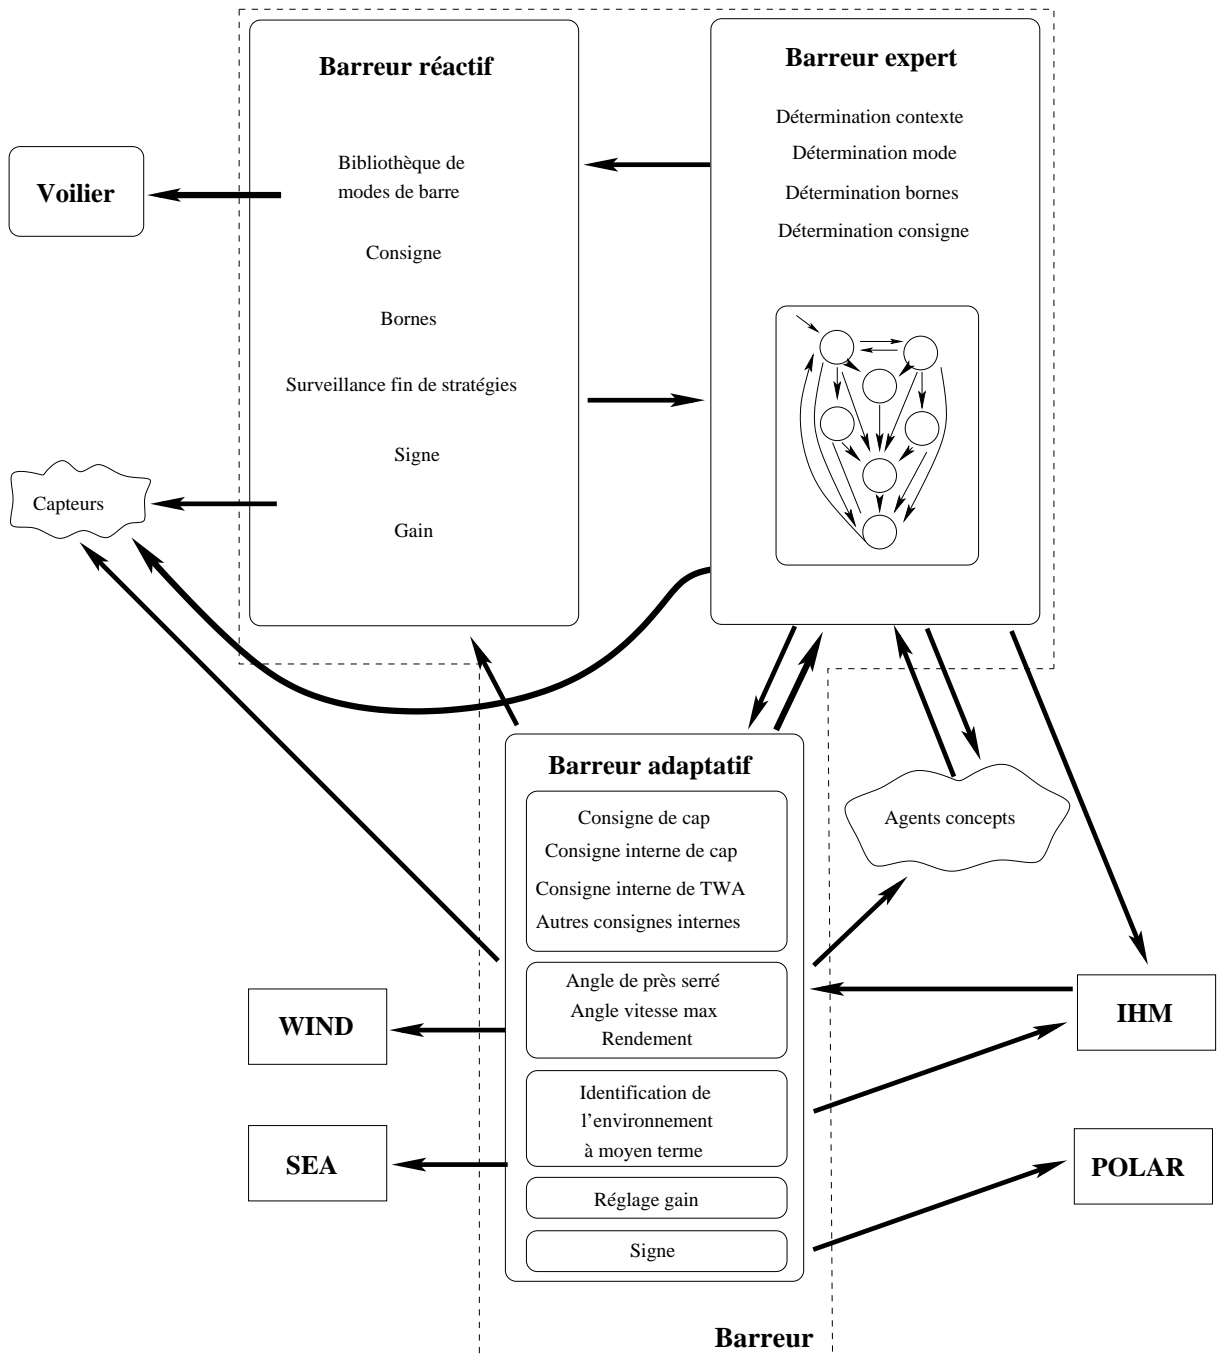 Barreur réactif
Bibliothèque de
modes de barre
Consigne
Bornes
Surveillance fin de stratégies
Signe
Gain
Barreur expert
Détermination contexte
Détermination mode
Détermination bornes
Détermination consigne
Voilier
Capteurs
Barreur adaptatif
Consigne de cap
Consigne interne de cap
Consigne interne de TWA
Autres consignes internes
Angle de près serré
Angle vitesse max
Rendement
Identification de
l'environnement
à moyen terme
Réglage gain
Signe
Agents concepts
WIND
SEA
IHM
POLAR
Barreur